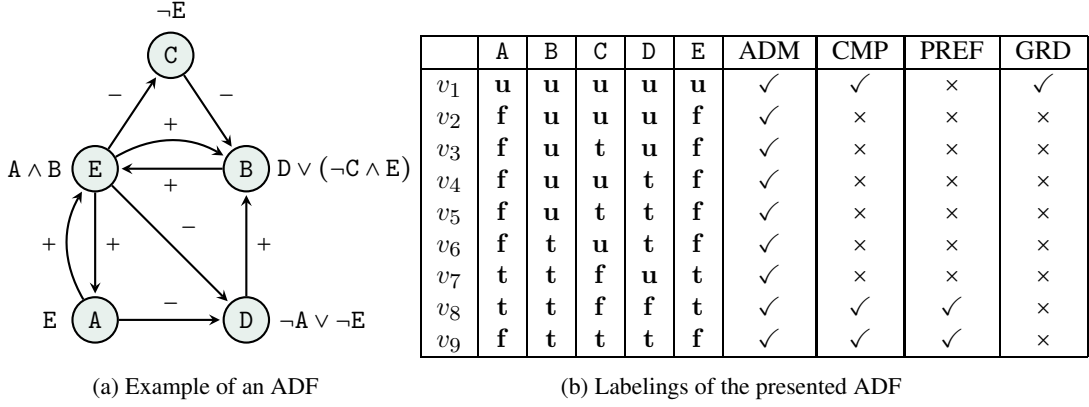 ¬E
C
− −
+
A ∧ B E B D ∨ (¬C ∧ E)
+
−
+ + +
E A − D ¬A ∨ ¬E
(a) Example of an ADF
A B C D E ADM CMP PREF GRD
v1 u u u u u ✓ ✓ × ✓
v2 f u u u f ✓ × × ×
v3 f u t u f ✓ × × ×
v4 f u u t f ✓ × × ×
v5 f u t t f ✓ × × ×
v6 f t u t f ✓ × × ×
v7 t t f u t ✓ × × ×
v8 t t f f t ✓ ✓ ✓ ×
v9 f t t t f ✓ ✓ ✓ ×
(b) Labelings of the presented ADF